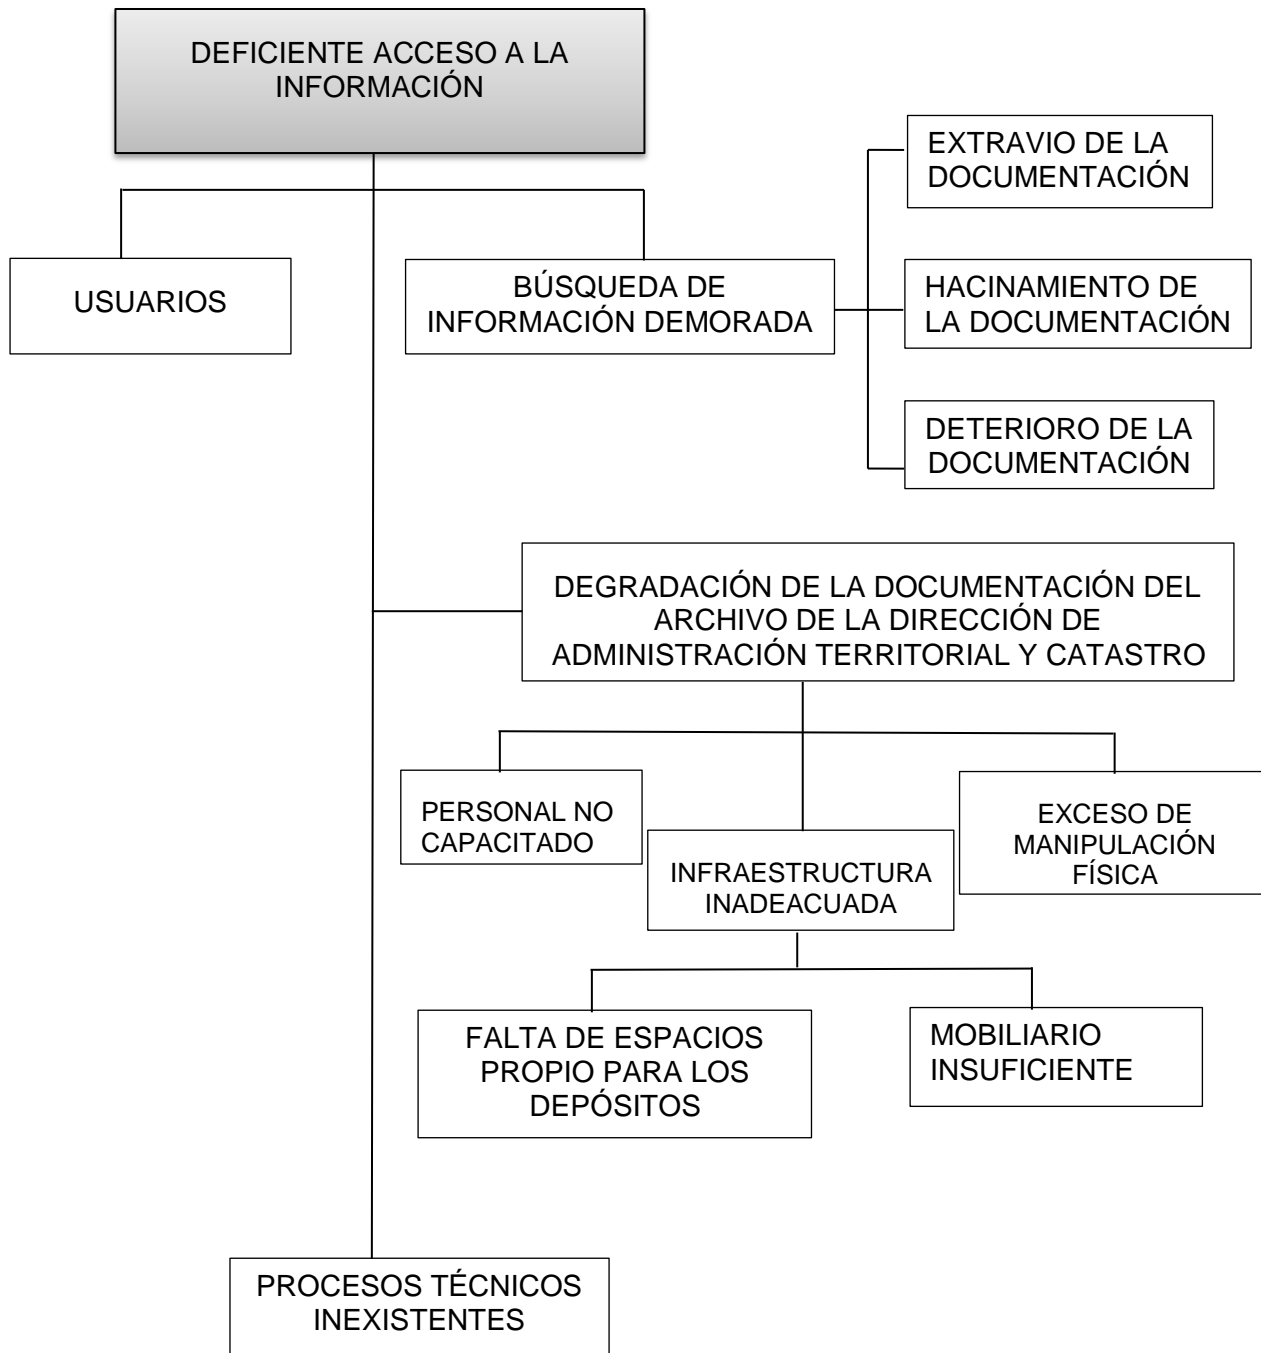 DEFICIENTE ACCESO A LA
INFORMACIÓN
EXTRAVIO DE LA
DOCUMENTACIÓN
USUARIOS
BÚSQUEDA DE
INFORMACIÓN DEMORADA
HACINAMIENTO DE
LA DOCUMENTACIÓN
DETERIORO DE LA
DOCUMENTACIÓN
DEGRADACIÓN DE LA DOCUMENTACIÓN DEL
ARCHIVO DE LA DIRECCIÓN DE
ADMINISTRACIÓN TERRITORIAL Y CATASTRO
PERSONAL NO
CAPACITADO
INFRAESTRUCTURA
INADEACUADA
EXCESO DE
MANIPULACIÓN
FÍSICA
FALTA DE ESPACIOS
PROPIO PARA LOS
DEPÓSITOS
MOBILIARIO
INSUFICIENTE
PROCESOS TÉCNICOS
INEXISTENTES